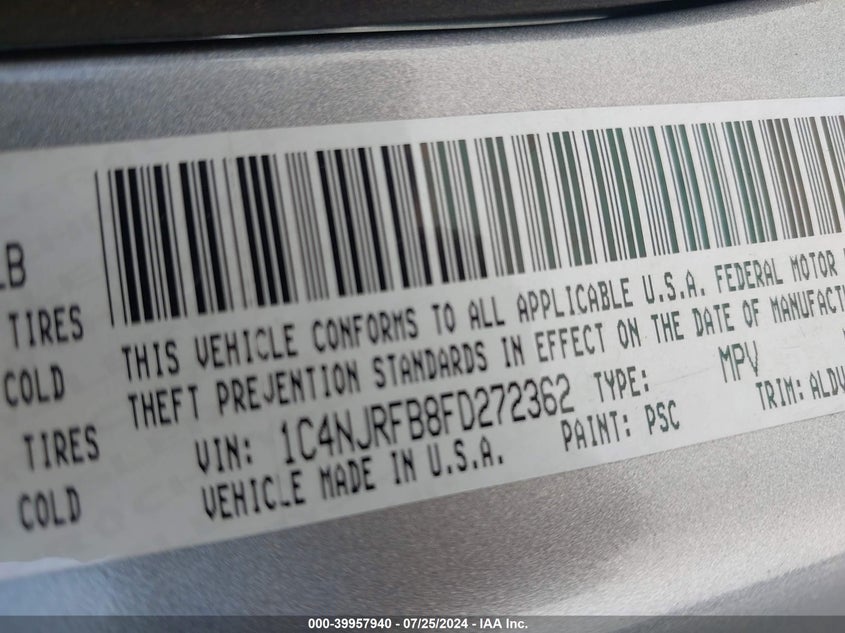 LB
TIRES
COLD
TIRES
COLD
THIS VEHICLE CONFORMS TO ALL APPLICABLE U.S.A. FEDERAL MOTOR
THEFT PREVENTION STANDARDS IN EFFECT ON THE DATE OF MANUFACT
VIN: 1C4NJRFB8FD272362 TYPE: MPV
VEHICLE MADE IN U.S.A. PAINT: PSC TRIM: ALDV
000-39957940 - 07/25/2024 - IAA Inc.